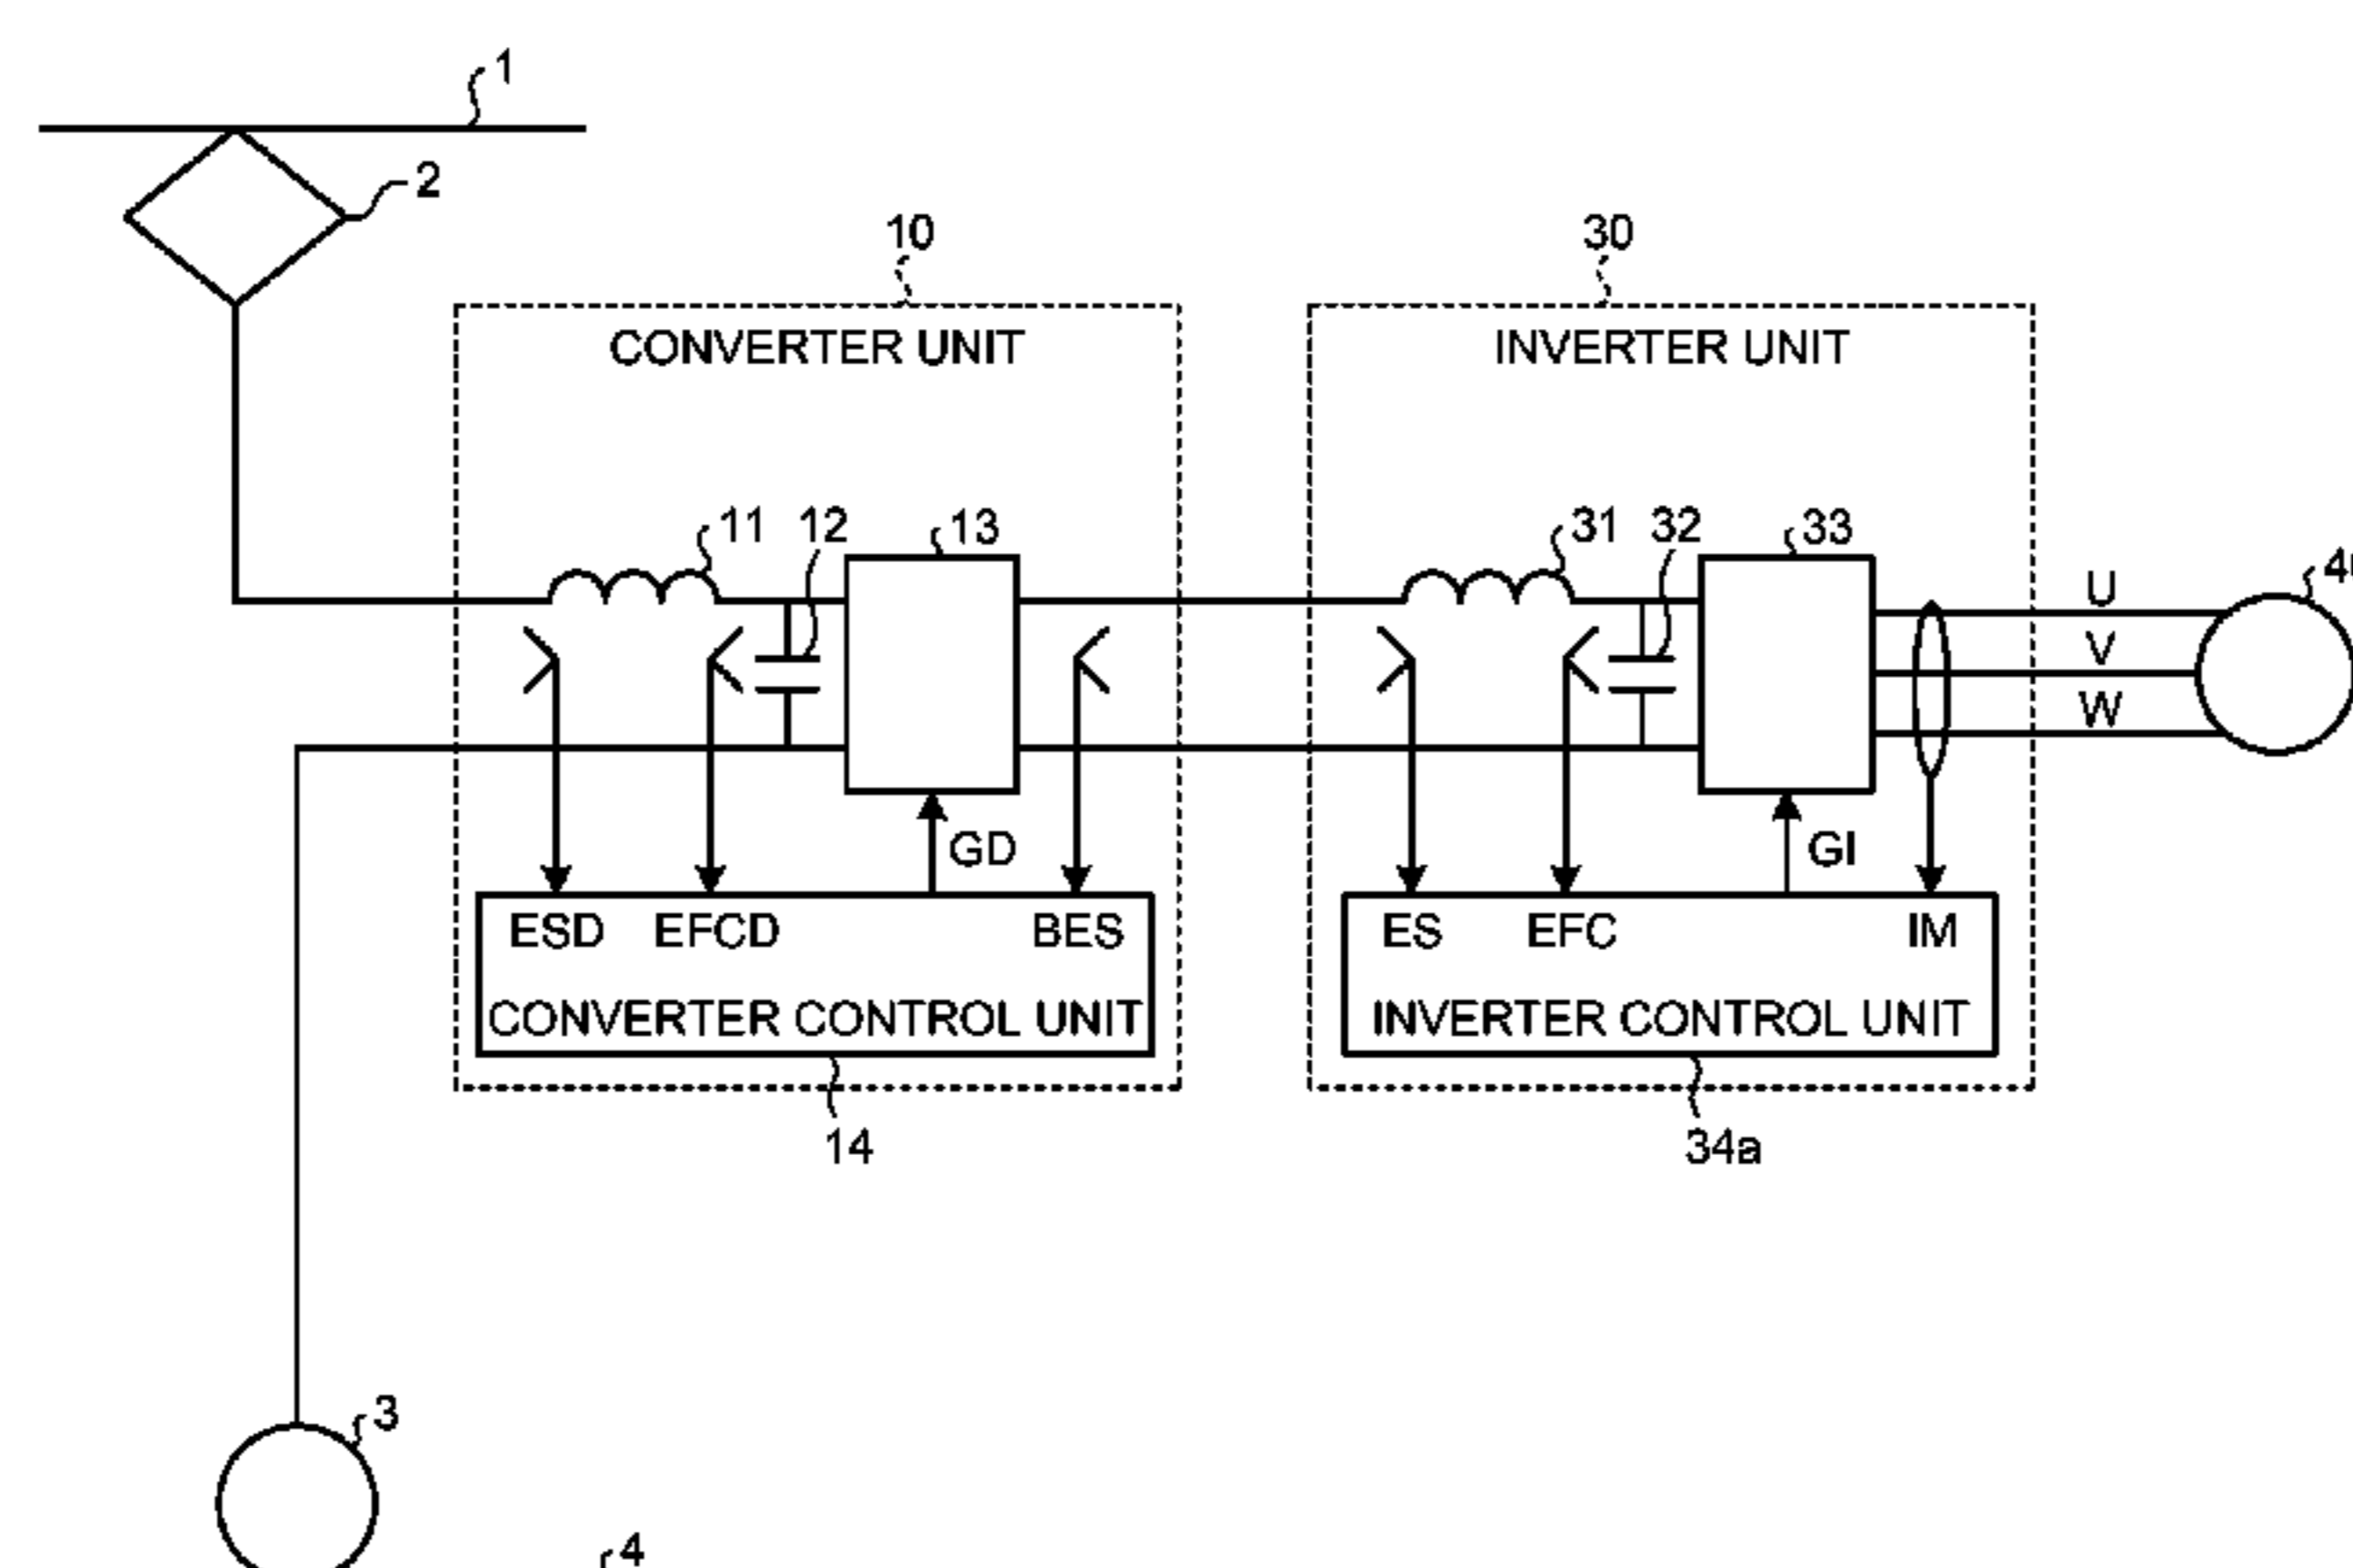 1
2
10
30
CONVERTER UNIT
INVERTER UNIT
11
12
13
31
32
33
U
V
W
GD
GI
ESD
EFCD
BES
ES
EFC
IM
CONVERTER CONTROL UNIT
INVERTER CONTROL UNIT
14
34a
3
4